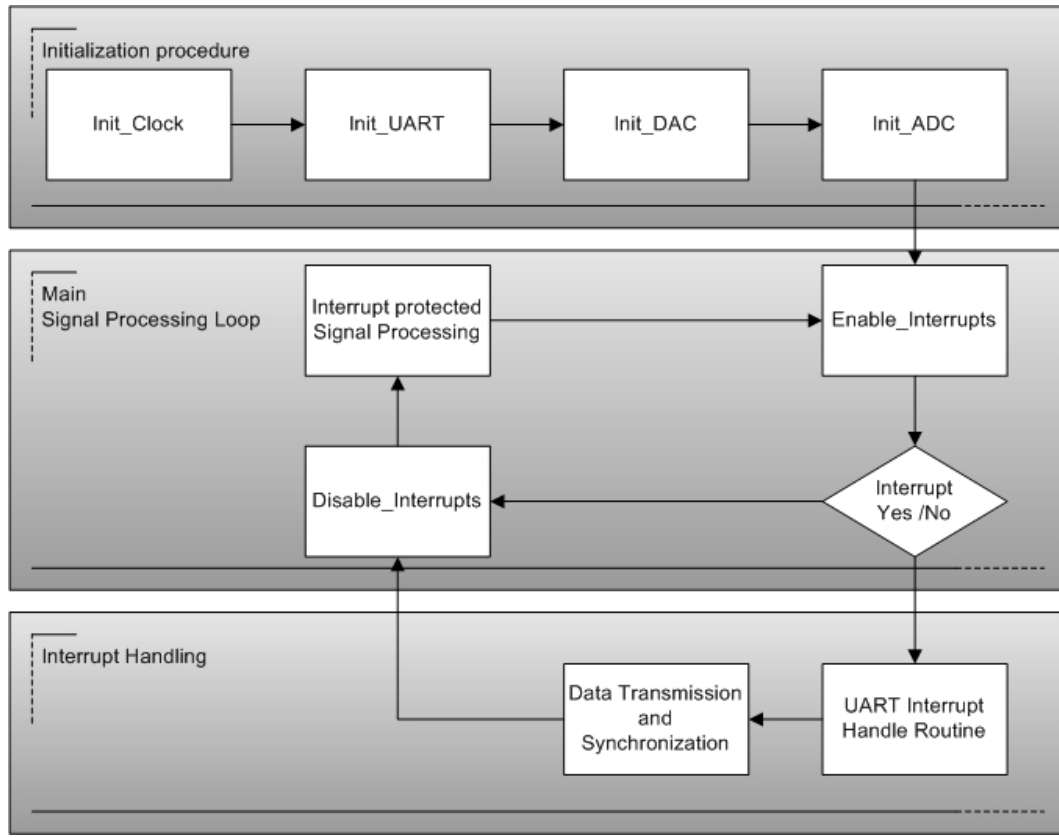 Initialization procedure
Init_Clock
Init_UART
Init_DAC
Init_ADC
Main
Signal Processing Loop
Interrupt protected
Signal Processing
Enable_Interrupts
Disable_Interrupts
Interrupt
Yes /No
Interrupt Handling
Data Transmission
and
Synchronization
UART Interrupt
Handle Routine